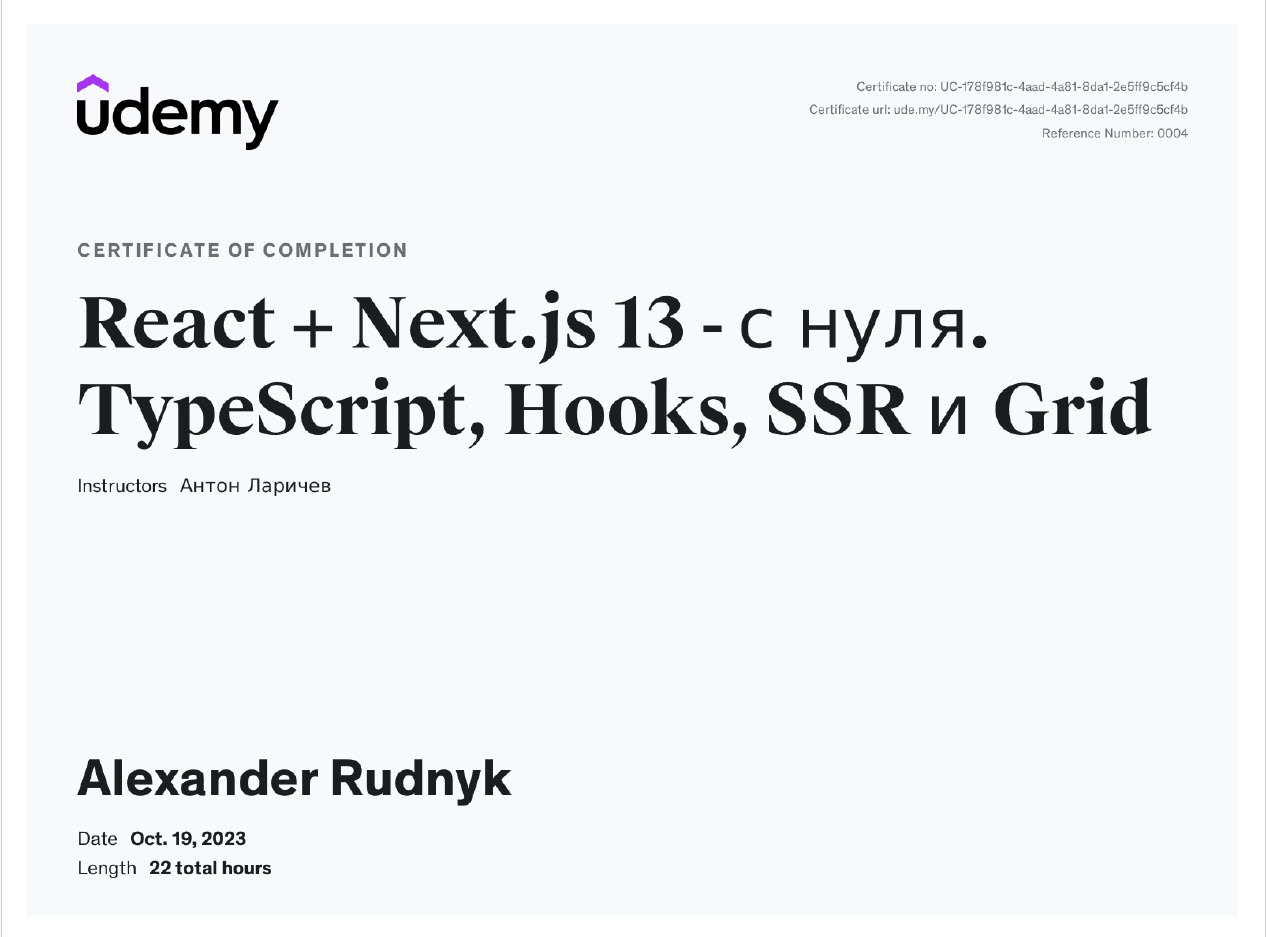 udemy
Certificate no: UC-178f981c-4aad-4a81-8da1-2e5ff9c5cf4b
Certificate url: ude.my/UC-178f981c-4aad-4a81-8da1-2e5ff9c5cf4b
Reference Number: 0004
CERTIFICATE OF COMPLETION
React + Next.js 13 - с нуля.
TypeScript, Hooks, SSR и Grid
Instructors Антон Ларичев
Alexander Rudnyk
Date Oct. 19, 2023
Length 22 total hours